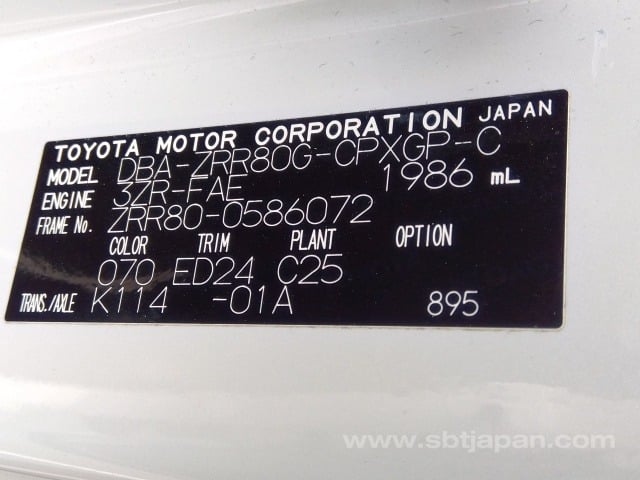 TOYOTA MOTOR CORPORATION JAPAN
MODEL DBA-ZRR80G-CPXGP-C
ENGINE 3ZR-FAE 1986 mL
FRAME No. ZRR80-0586072
COLOR TRIM PLANT OPTION
070 ED24 C25
TRANS./AXLE K114 -01A 895
www.sbtjapan.com